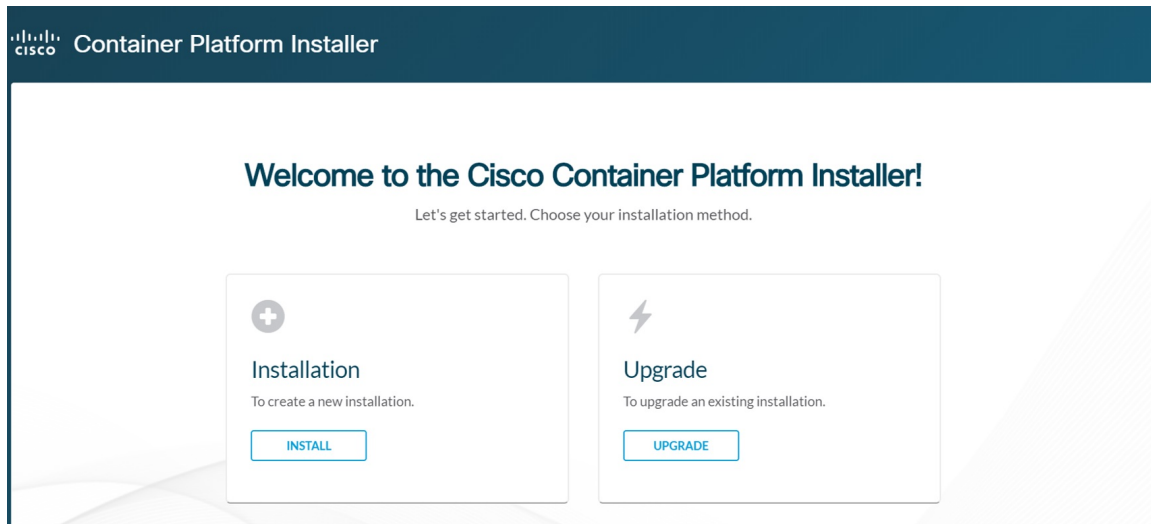 cisco Container Platform Installer
Welcome to the Cisco Container Platform Installer!
Let's get started. Choose your installation method.
Installation
To create a new installation.
INSTALL
Upgrade
To upgrade an existing installation.
UPGRADE